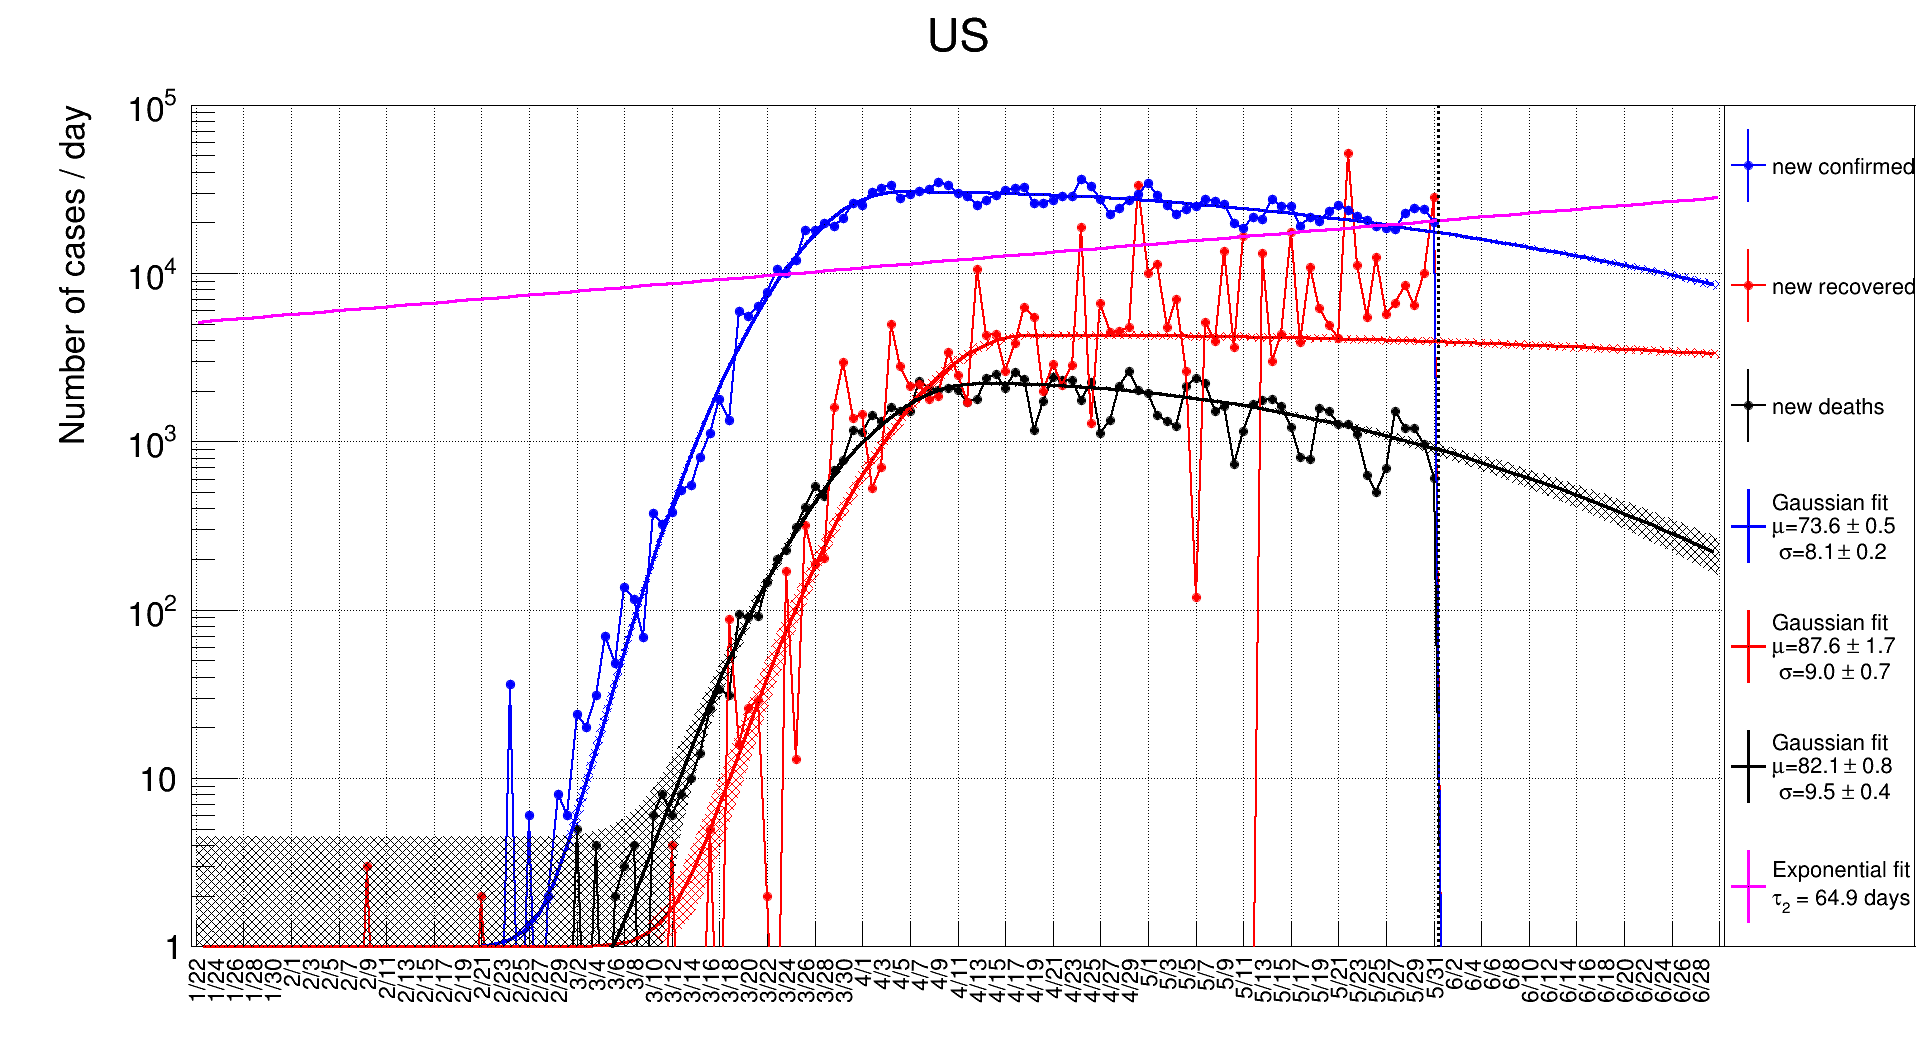 US
Number of cases / day
10^5
10^4
10^3
10^2
10
1
1/22 1/24 1/26 1/28 1/30 2/1 2/3 2/5 2/7 2/9 2/11 2/13 2/15 2/17 2/19 2/21 2/23 2/25 2/27 2/29 3/2 3/4 3/6 3/8 3/10 3/12 3/14 3/16 3/18 3/20 3/22 3/24 3/26 3/28 3/30 4/1 4/3 4/5 4/7 4/9 4/11 4/13 4/15 4/17 4/19 4/21 4/23 4/25 4/27 4/29 5/1 5/3 5/5 5/7 5/9 5/11 5/13 5/15 5/17 5/19 5/21 5/23 5/25 5/27 5/29 5/31 6/2 6/4 6/6 6/8 6/10 6/12 6/14 6/16 6/18 6/20 6/22 6/24 6/26 6/28
new confirmed
new recovered
new deaths
Gaussian fit
μ=73.6 ± 0.5
σ=8.1 ± 0.2
Gaussian fit
μ=87.6 ± 1.7
σ=9.0 ± 0.7
Gaussian fit
μ=82.1 ± 0.8
σ=9.5 ± 0.4
Exponential fit
τ₂ = 64.9 days